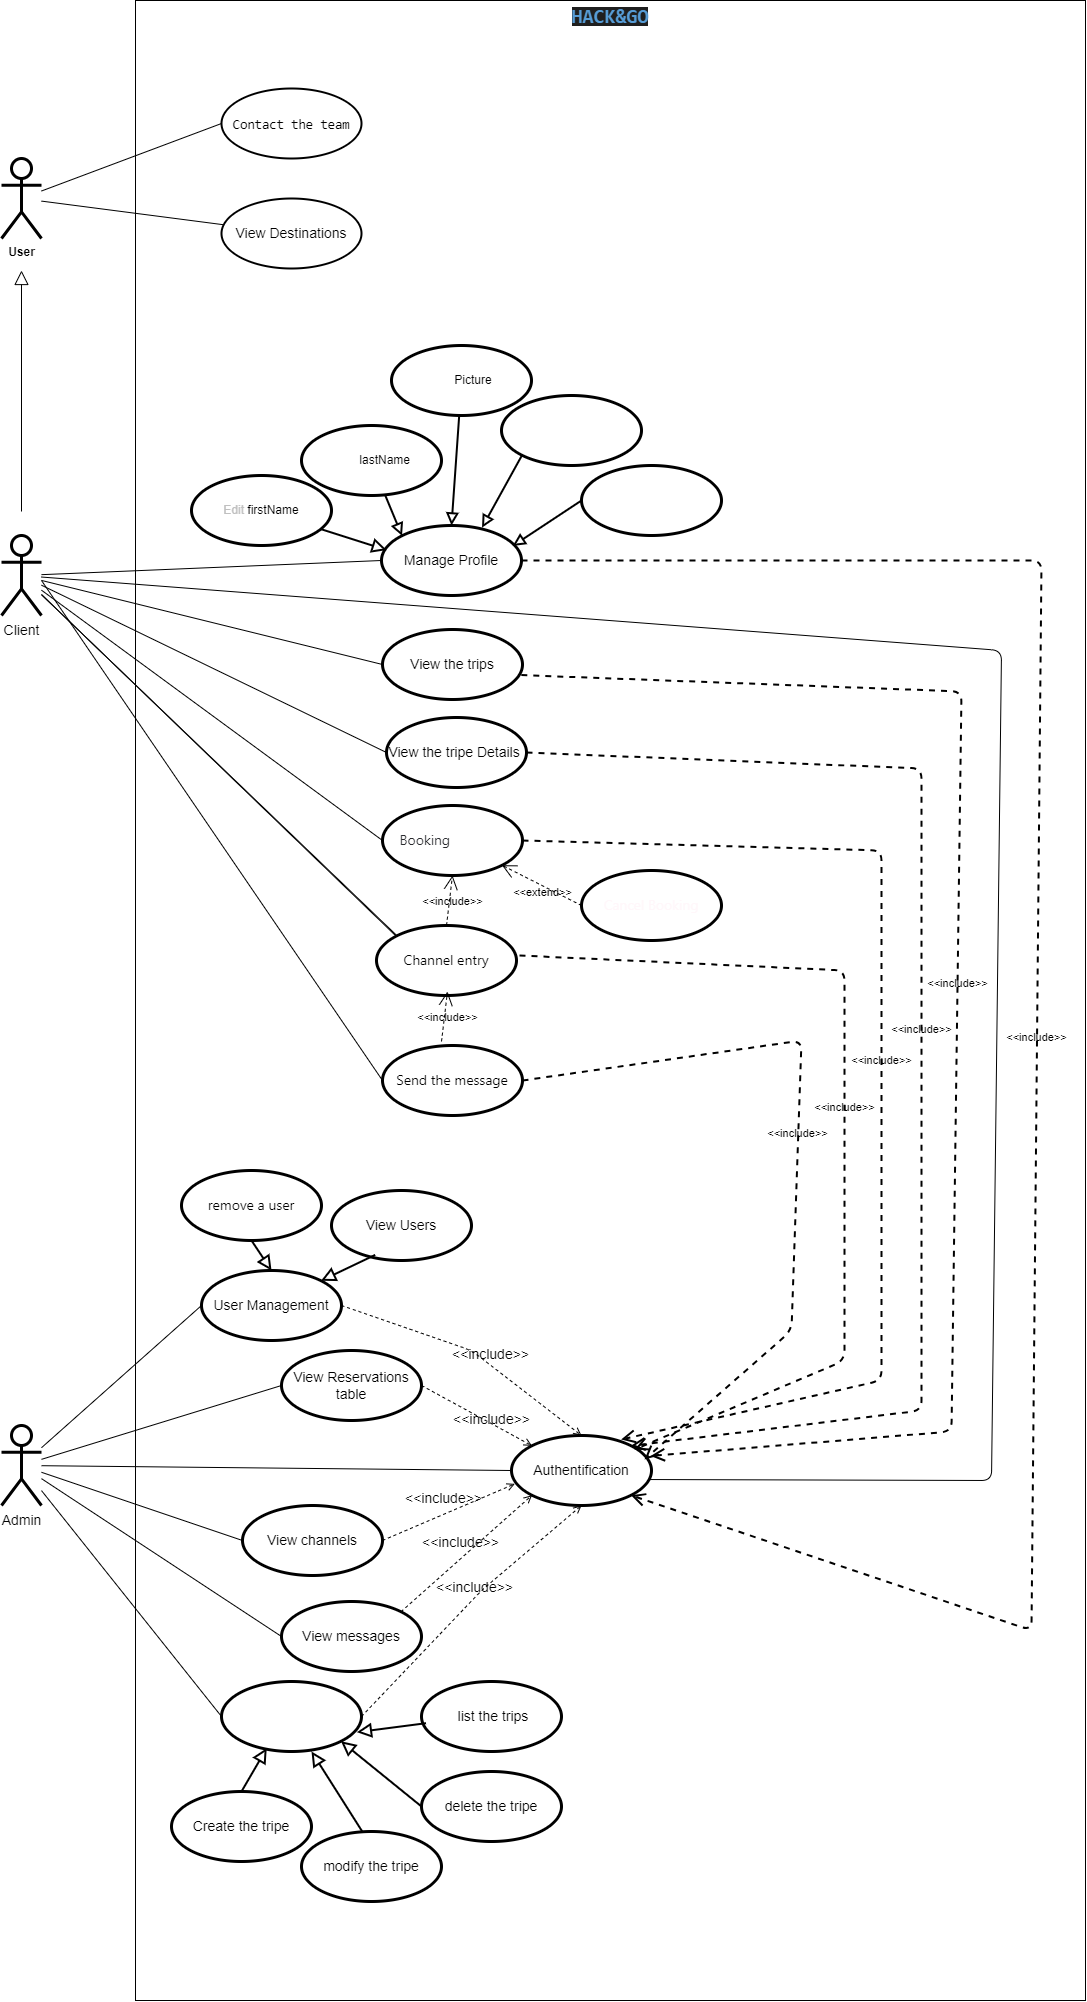 HACK&GO
Contact the team
User
View Destinations
Picture
lastName
Edit firstName
Manage Profile
Client
View the trips
View the tripe Details
Booking
<<extend>>
<<include>>
Cancel Booking
Channel entry
<<include>>
<<include>>
<<include>>
<<include>>
<<include>>
Send the message
<<include>>
<<include>>
remove a user
View Users
User Management
<<include>>
View Reservations
table
<<include>>
Authentification
Admin
<<include>>
View channels
<<include>>
<<include>>
View messages
list the trips
Create the tripe
delete the tripe
modify the tripe